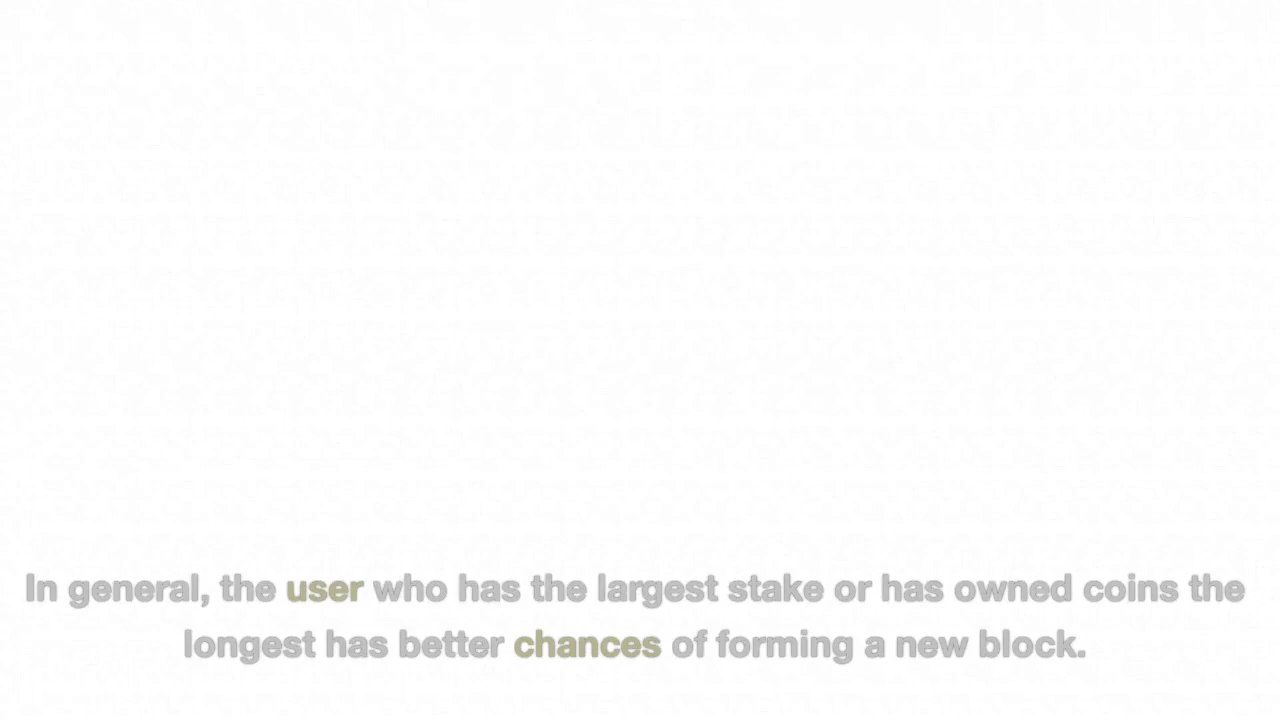 In general, the user who has the largest stake or has owned coins the
longest has better chances of forming a new block.